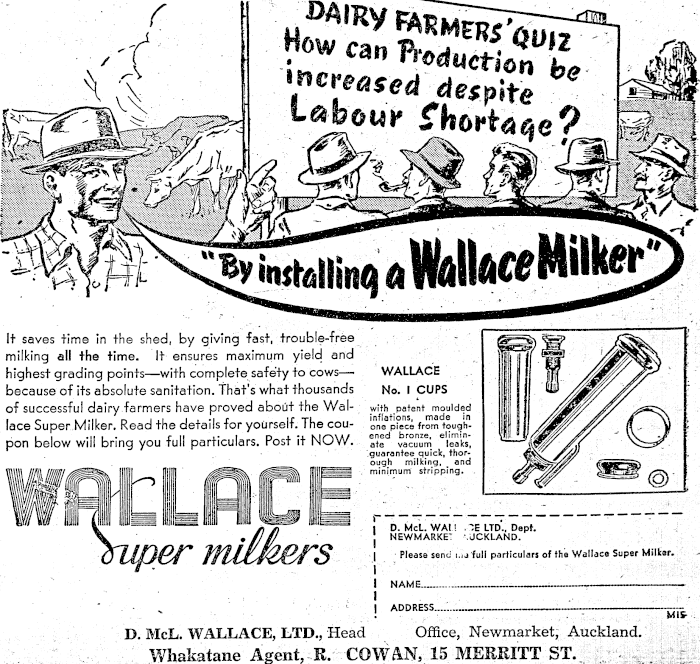 DAIRY FARMERS' QUIZ
How can Production be
increased despite
Labour Shortage?
"By installing a Wallace Milker"
It saves time in the shed, by giving fast, trouble-free
milking all the time. It ensures maximum yield and
highest grading points—with complete safety to cows—
because of its absolute sanitation. That's what thousands
of successful dairy farmers have proved about the Wal-
lace Super Milker. Read the details for yourself. The cou-
pon below will bring you full particulars. Post it NOW.
WALLACE
No. 1 CUPS
with patent moulded
inflations, made in
one piece from tough-
ened bronze, elimin-
ate vacuum leaks,
guarantee quick, thor-
ough milking, and
minimum stripping.
WALLACE
Super milkers
D. McL. WALLACE LTD., Dept.
NEWMARKET AUCKLAND.
Please send me full particulars of the Wallace Super Milker.
NAME
ADDRESS
M15
D. McL. WALLACE, LTD., Head Office, Newmarket, Auckland.
Whakatane Agent, R. COWAN, 15 MERRITT ST.